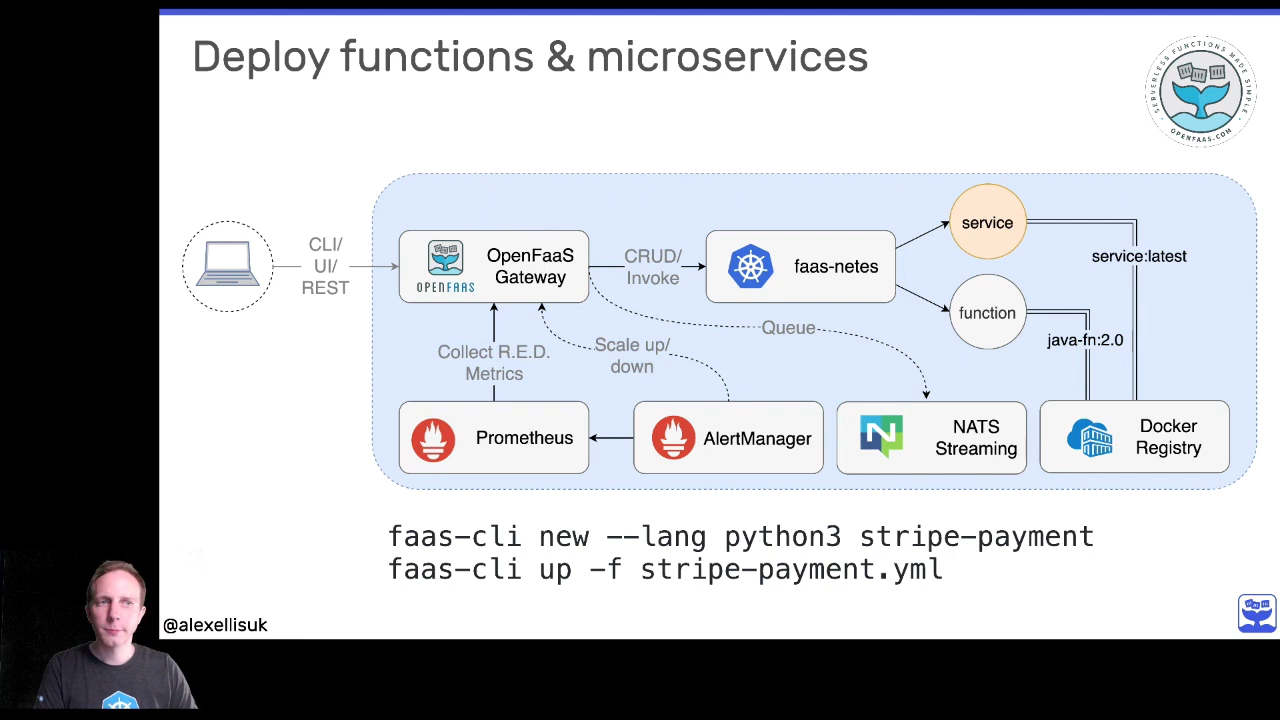 Deploy functions & microservices
SERVERLESS FUNCTIONS MADE SIMPLE
OPENFAAS.COM
CLI/
UI/
REST
OPENFAAS
OpenFaaS
Gateway
CRUD/
Invoke
faas-netes
service
service:latest
function
java-fn:2.0
Queue
Collect R.E.D.
Metrics
Scale up/
down
Prometheus
AlertManager
NATS
Streaming
Docker
Registry
faas-cli new --lang python3 stripe-payment
faas-cli up -f stripe-payment.yml
@alexellisuk